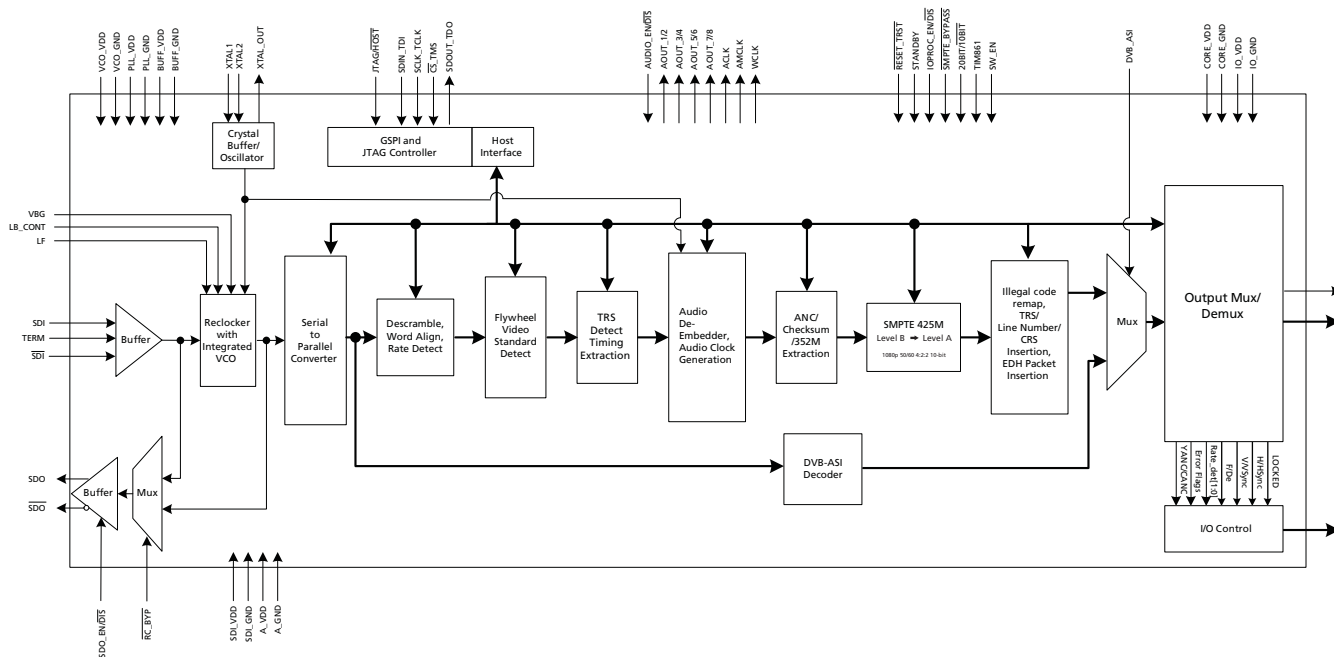 VCO_VDD
VCO_GND
PLL_VDD
PLL_GND
BUFF_VDD
BUFF_GND
XTAL1
XTAL2
XTAL_OUT
JTAG/HOST
SDIN_TDI
SCLK_TCLK
CS_TMS
SDOUT_TDO
AUDIO_EN/DIS
AOUT_1/2
AOUT_3/4
AOUT_5/6
AOUT_7/8
ACLK
AMCLK
WCLK
RESET_TRST
STANDBY
IOPROC_EN/DIS
SMPTE_BYPASS
20BIT/10BIT
TIM861
SW_EN
DVB_ASI
CORE_VDD
CORE_GND
IO_VDD
IO_GND
Crystal
Buffer/
Oscillator
GSPI and
JTAG Controller
Host
Interface
VBG
LB_CONT
LF
SDI
TERM
SDI
Buffer
Reclocker
with
Integrated
VCO
Serial
to
Parallel
Converter
Descramble,
Word Align,
Rate Detect
Flywheel
Video
Standard
Detect
TRS
Detect
Timing
Extraction
Audio
De-
Embedder,
Audio Clock
Generation
ANC/
Checksum
/352M
Extraction
SMPTE 425M
Level B → Level A
1080p 50/60 4:2:2 10-bit
Illegal code
remap,
TRS/
Line Number/
CRS
Insertion,
EDH Packet
Insertion
Mux
Output Mux/
Demux
SDO
SDO
Buffer
Mux
DVB-ASI
Decoder
YANC/CANC
Error Flags
Rate_det[1:0]
F/De
V/VSync
H/HSync
LOCKED
I/O Control
SDO_EN/DIS
RC_BYP
SDI_VDD
SDI_GND
A_VDD
A_GND